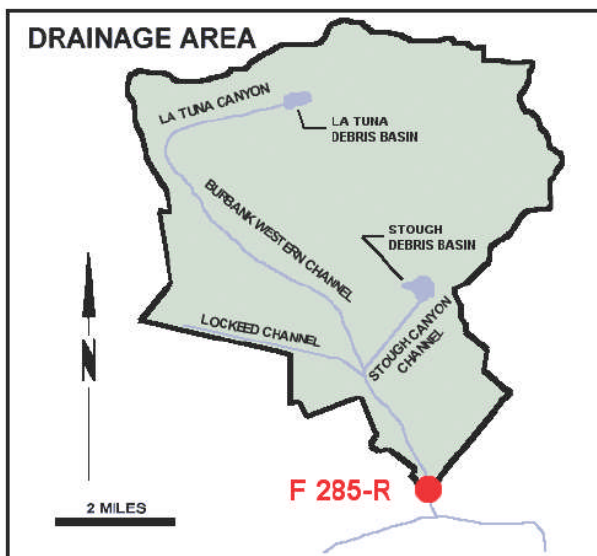 DRAINAGE AREA
LA TUNA CANYON
LA TUNA
DEBRIS BASIN
BURBANK WESTERN CHANNEL
STOUGH
DEBRIS BASIN
LOCKEED CHANNEL
STOUGH CANYON
CHANNEL
N
F 285-R
2 MILES